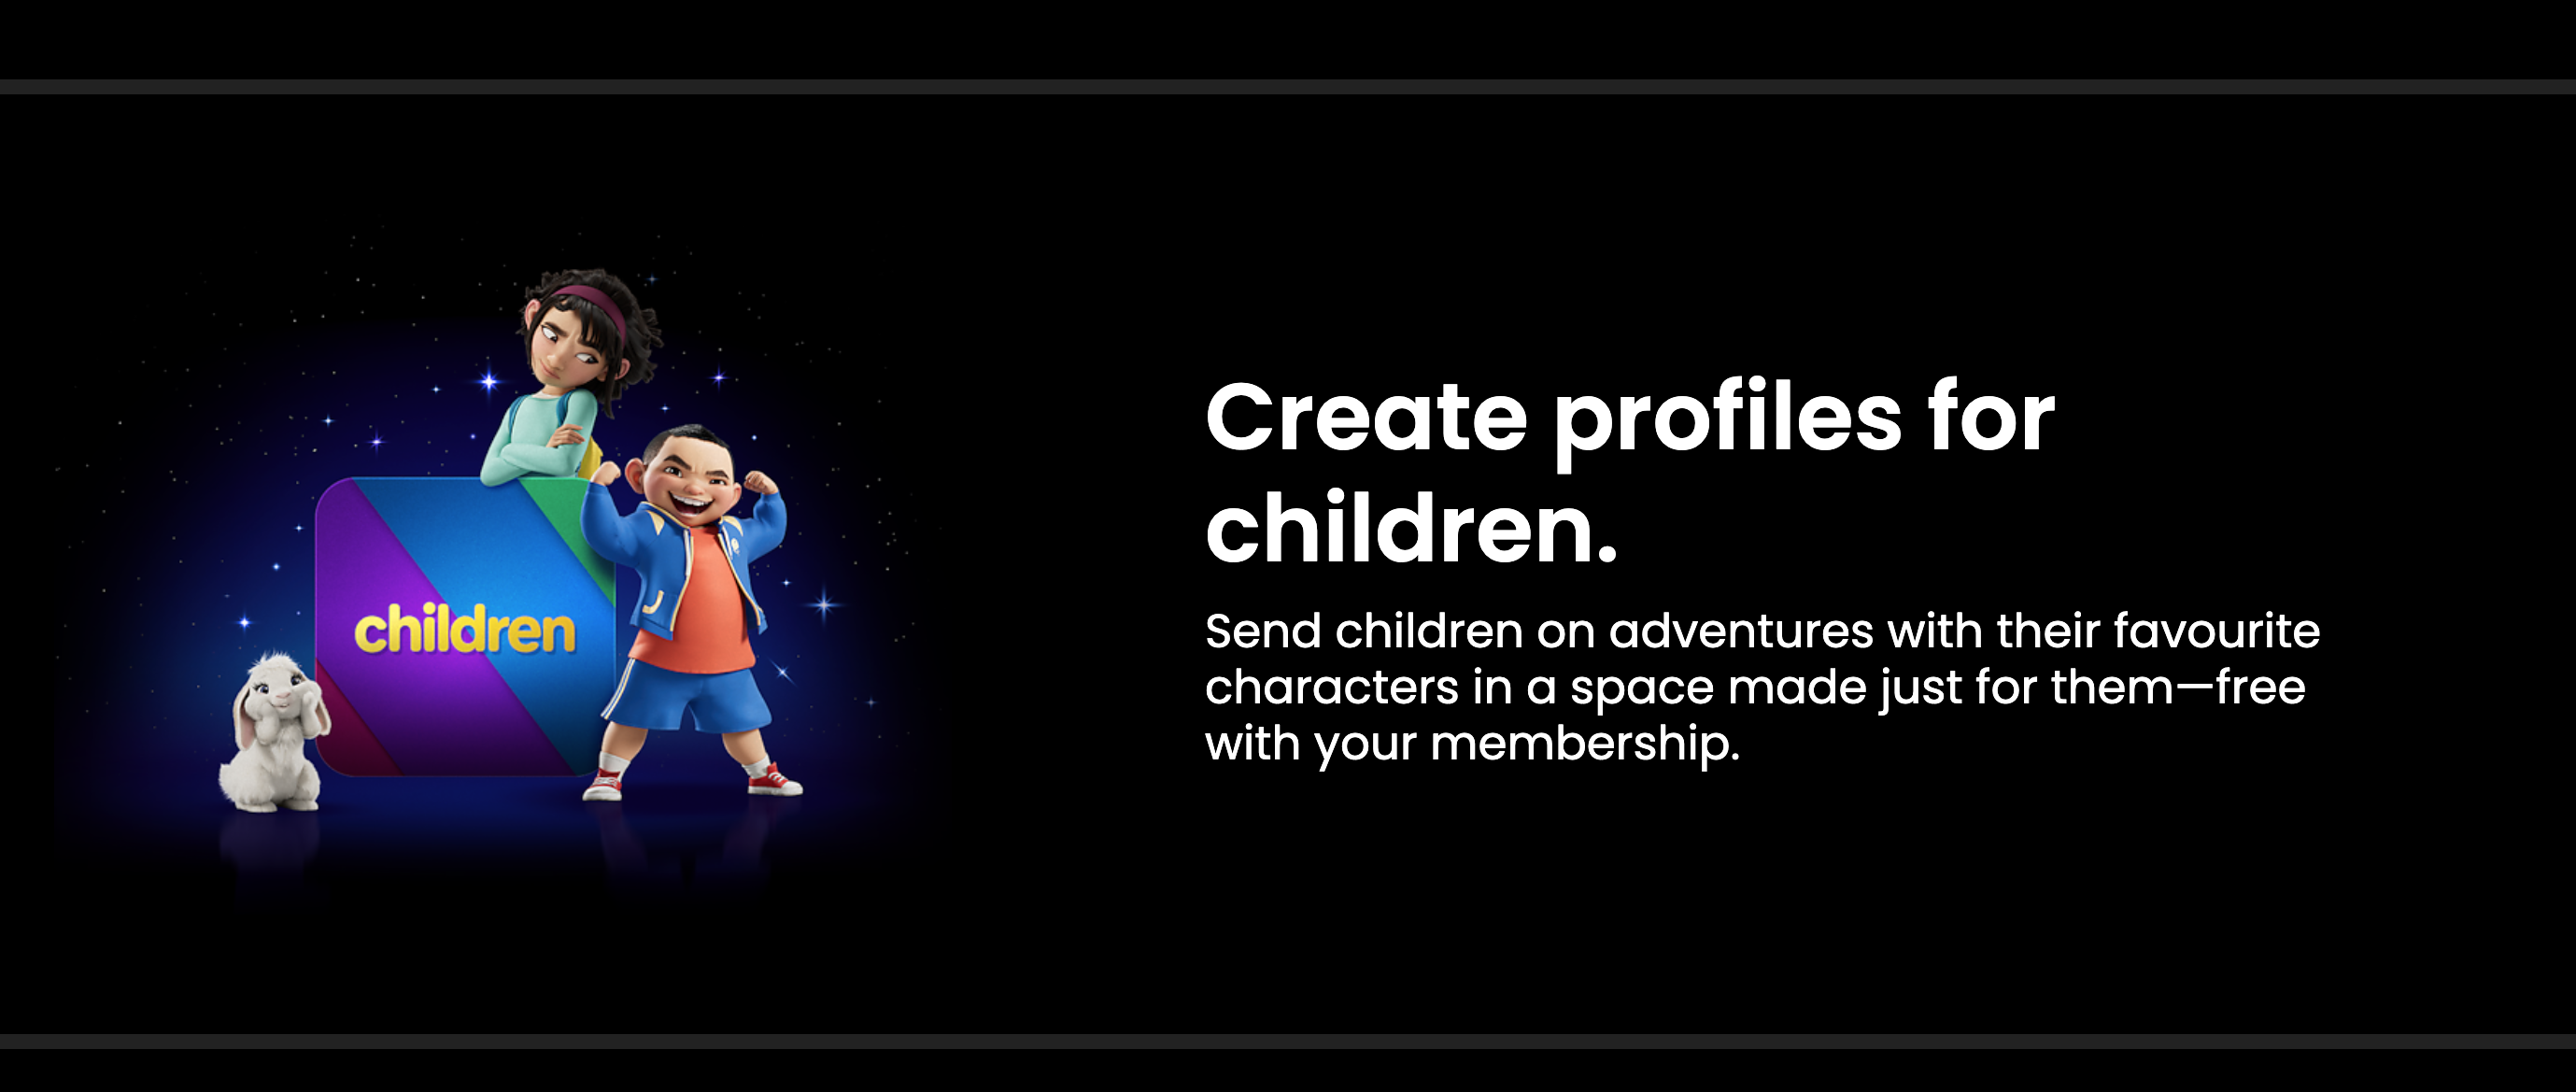 children
Create profiles for
children.
Send children on adventures with their favourite
characters in a space made just for them—free
with your membership.